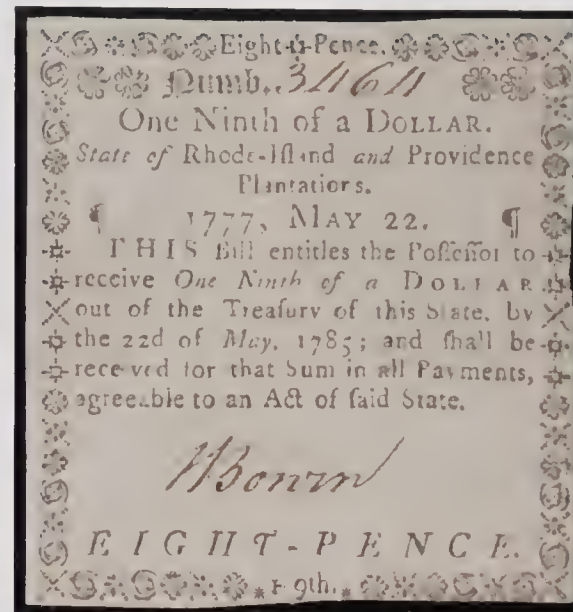 Eight-Pence.
Numb. 3464
One Ninth of a DOLLAR.
State of Rhode-Iſland and Providence
Plantations.
¶ 1777, MAY 22. ¶
THIS Bill entitles the Poſſeſſor to
receive One Ninth of a DOLLAR
out of the Treaſury of this State, by
the 22d of May, 1785; and ſhall be
received for that Sum in all Payments,
agreeable to an Act of ſaid State.
EIGHT-PENCE.
9th.